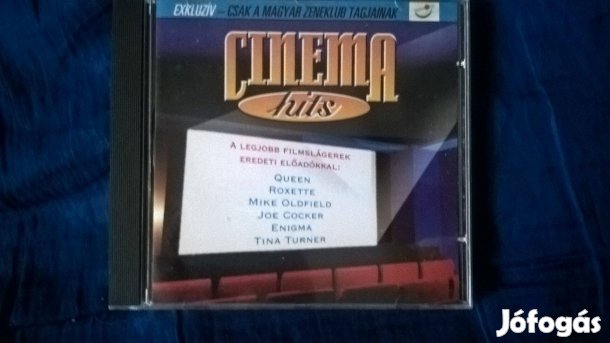 EXKLUZÍV – CSAK A MAGYAR ZENEKLUB TAGJAINAK
CINEMA
hits
A LEGJOBB FILMSLÁGEREK
EREDETI ELŐADÓKKAL:
QUEEN
ROXETTE
MIKE OLDFIELD
JOE COCKER
ENIGMA
TINA TURNER
Jófogás